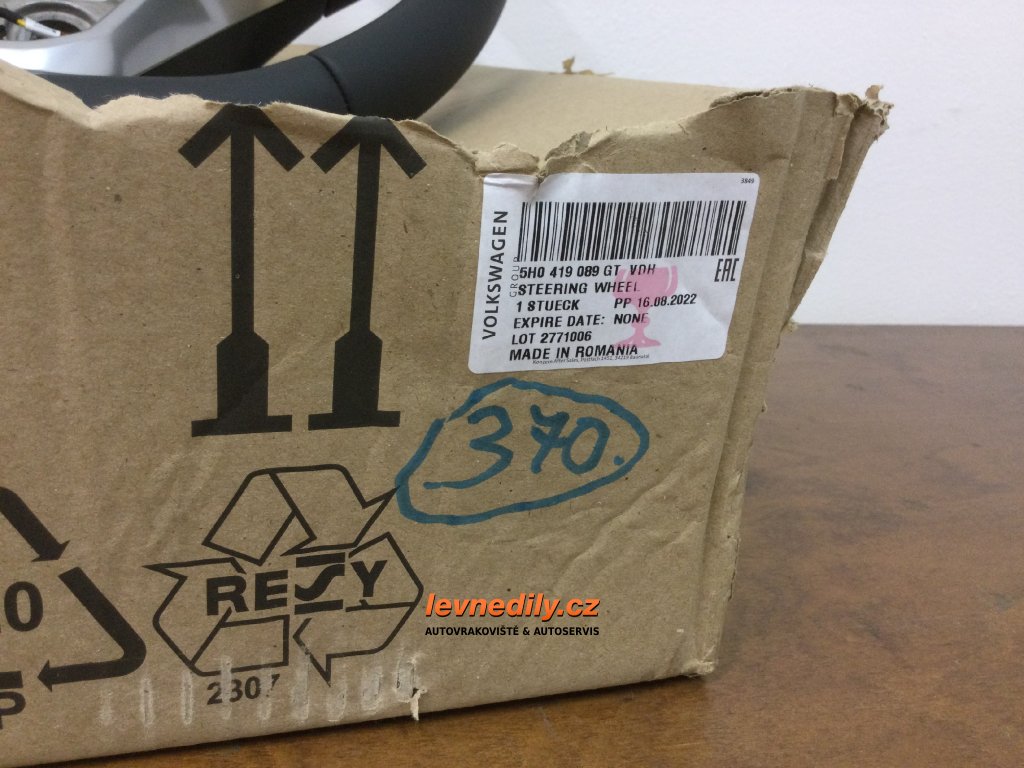 3849
VOLKSWAGEN
GROUP
5H0 419 089 GT VDH
EAC
STEERING WHEEL
1 STUECK PP 16.08.2022
EXPIRE DATE: NONE
LOT 2771006
MADE IN ROMANIA
370.
RESY
0
P
levnedily.cz
AUTOVRAKOVIŠTĚ & AUTOSERVIS